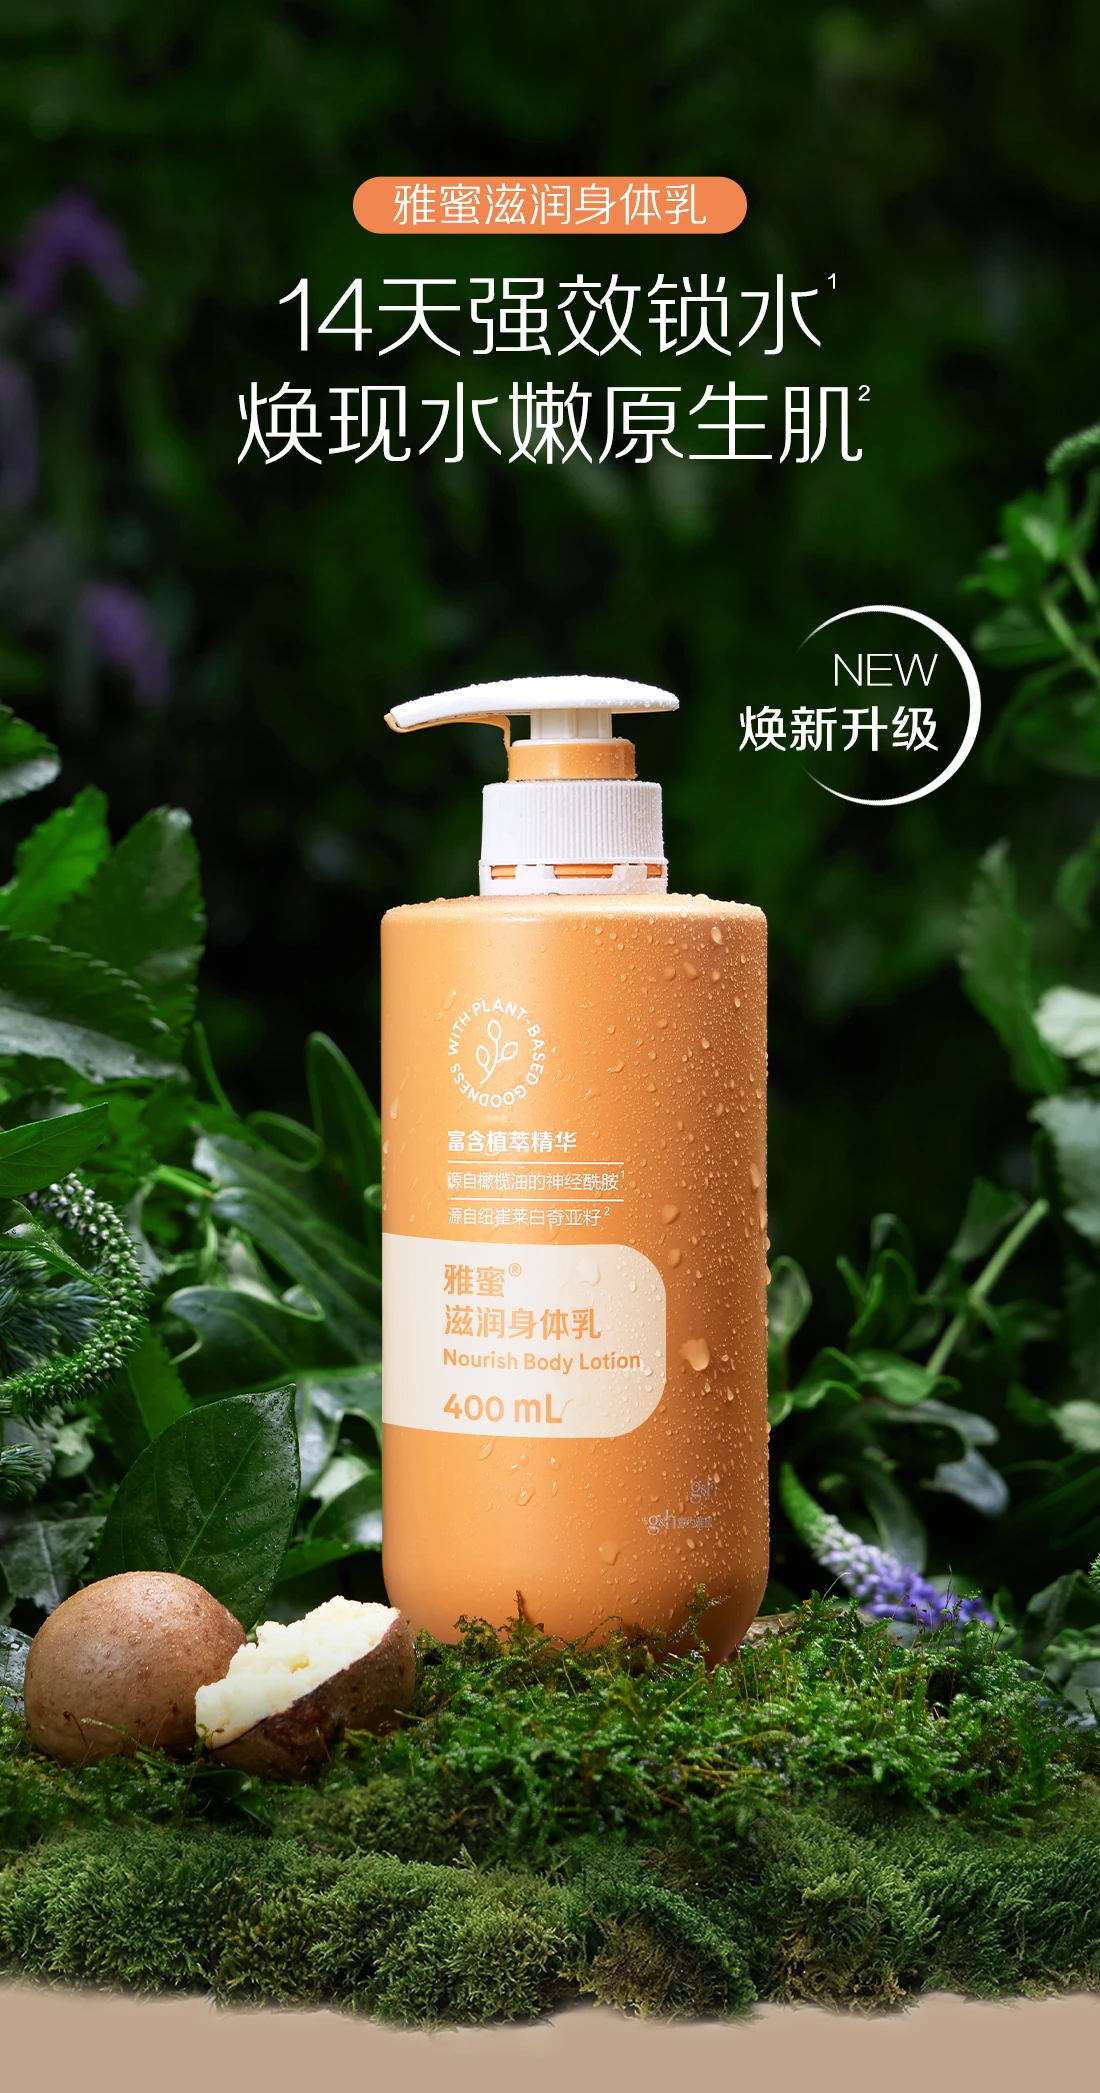 雅蜜滋润身体乳
14天强效锁水¹
焕现水嫩原生肌²
NEW
焕新升级
WITH PLANT-BASED GOODNESS
富含植萃精华
源自橄榄油的神经酰胺
源自纽崔莱白奇亚籽²
雅蜜®
滋润身体乳
Nourish Body Lotion
400 mL
g&h